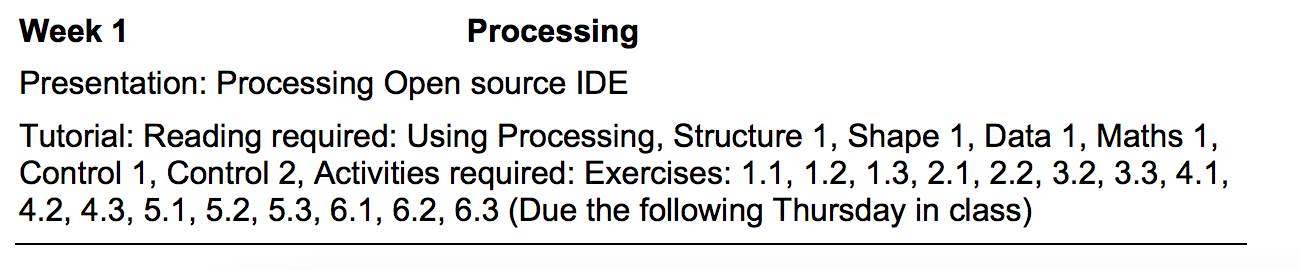 Week 1 Processing
Presentation: Processing Open source IDE
Tutorial: Reading required: Using Processing, Structure 1, Shape 1, Data 1, Maths 1,
Control 1, Control 2, Activities required: Exercises: 1.1, 1.2, 1.3, 2.1, 2.2, 3.2, 3.3, 4.1,
4.2, 4.3, 5.1, 5.2, 5.3, 6.1, 6.2, 6.3 (Due the following Thursday in class)